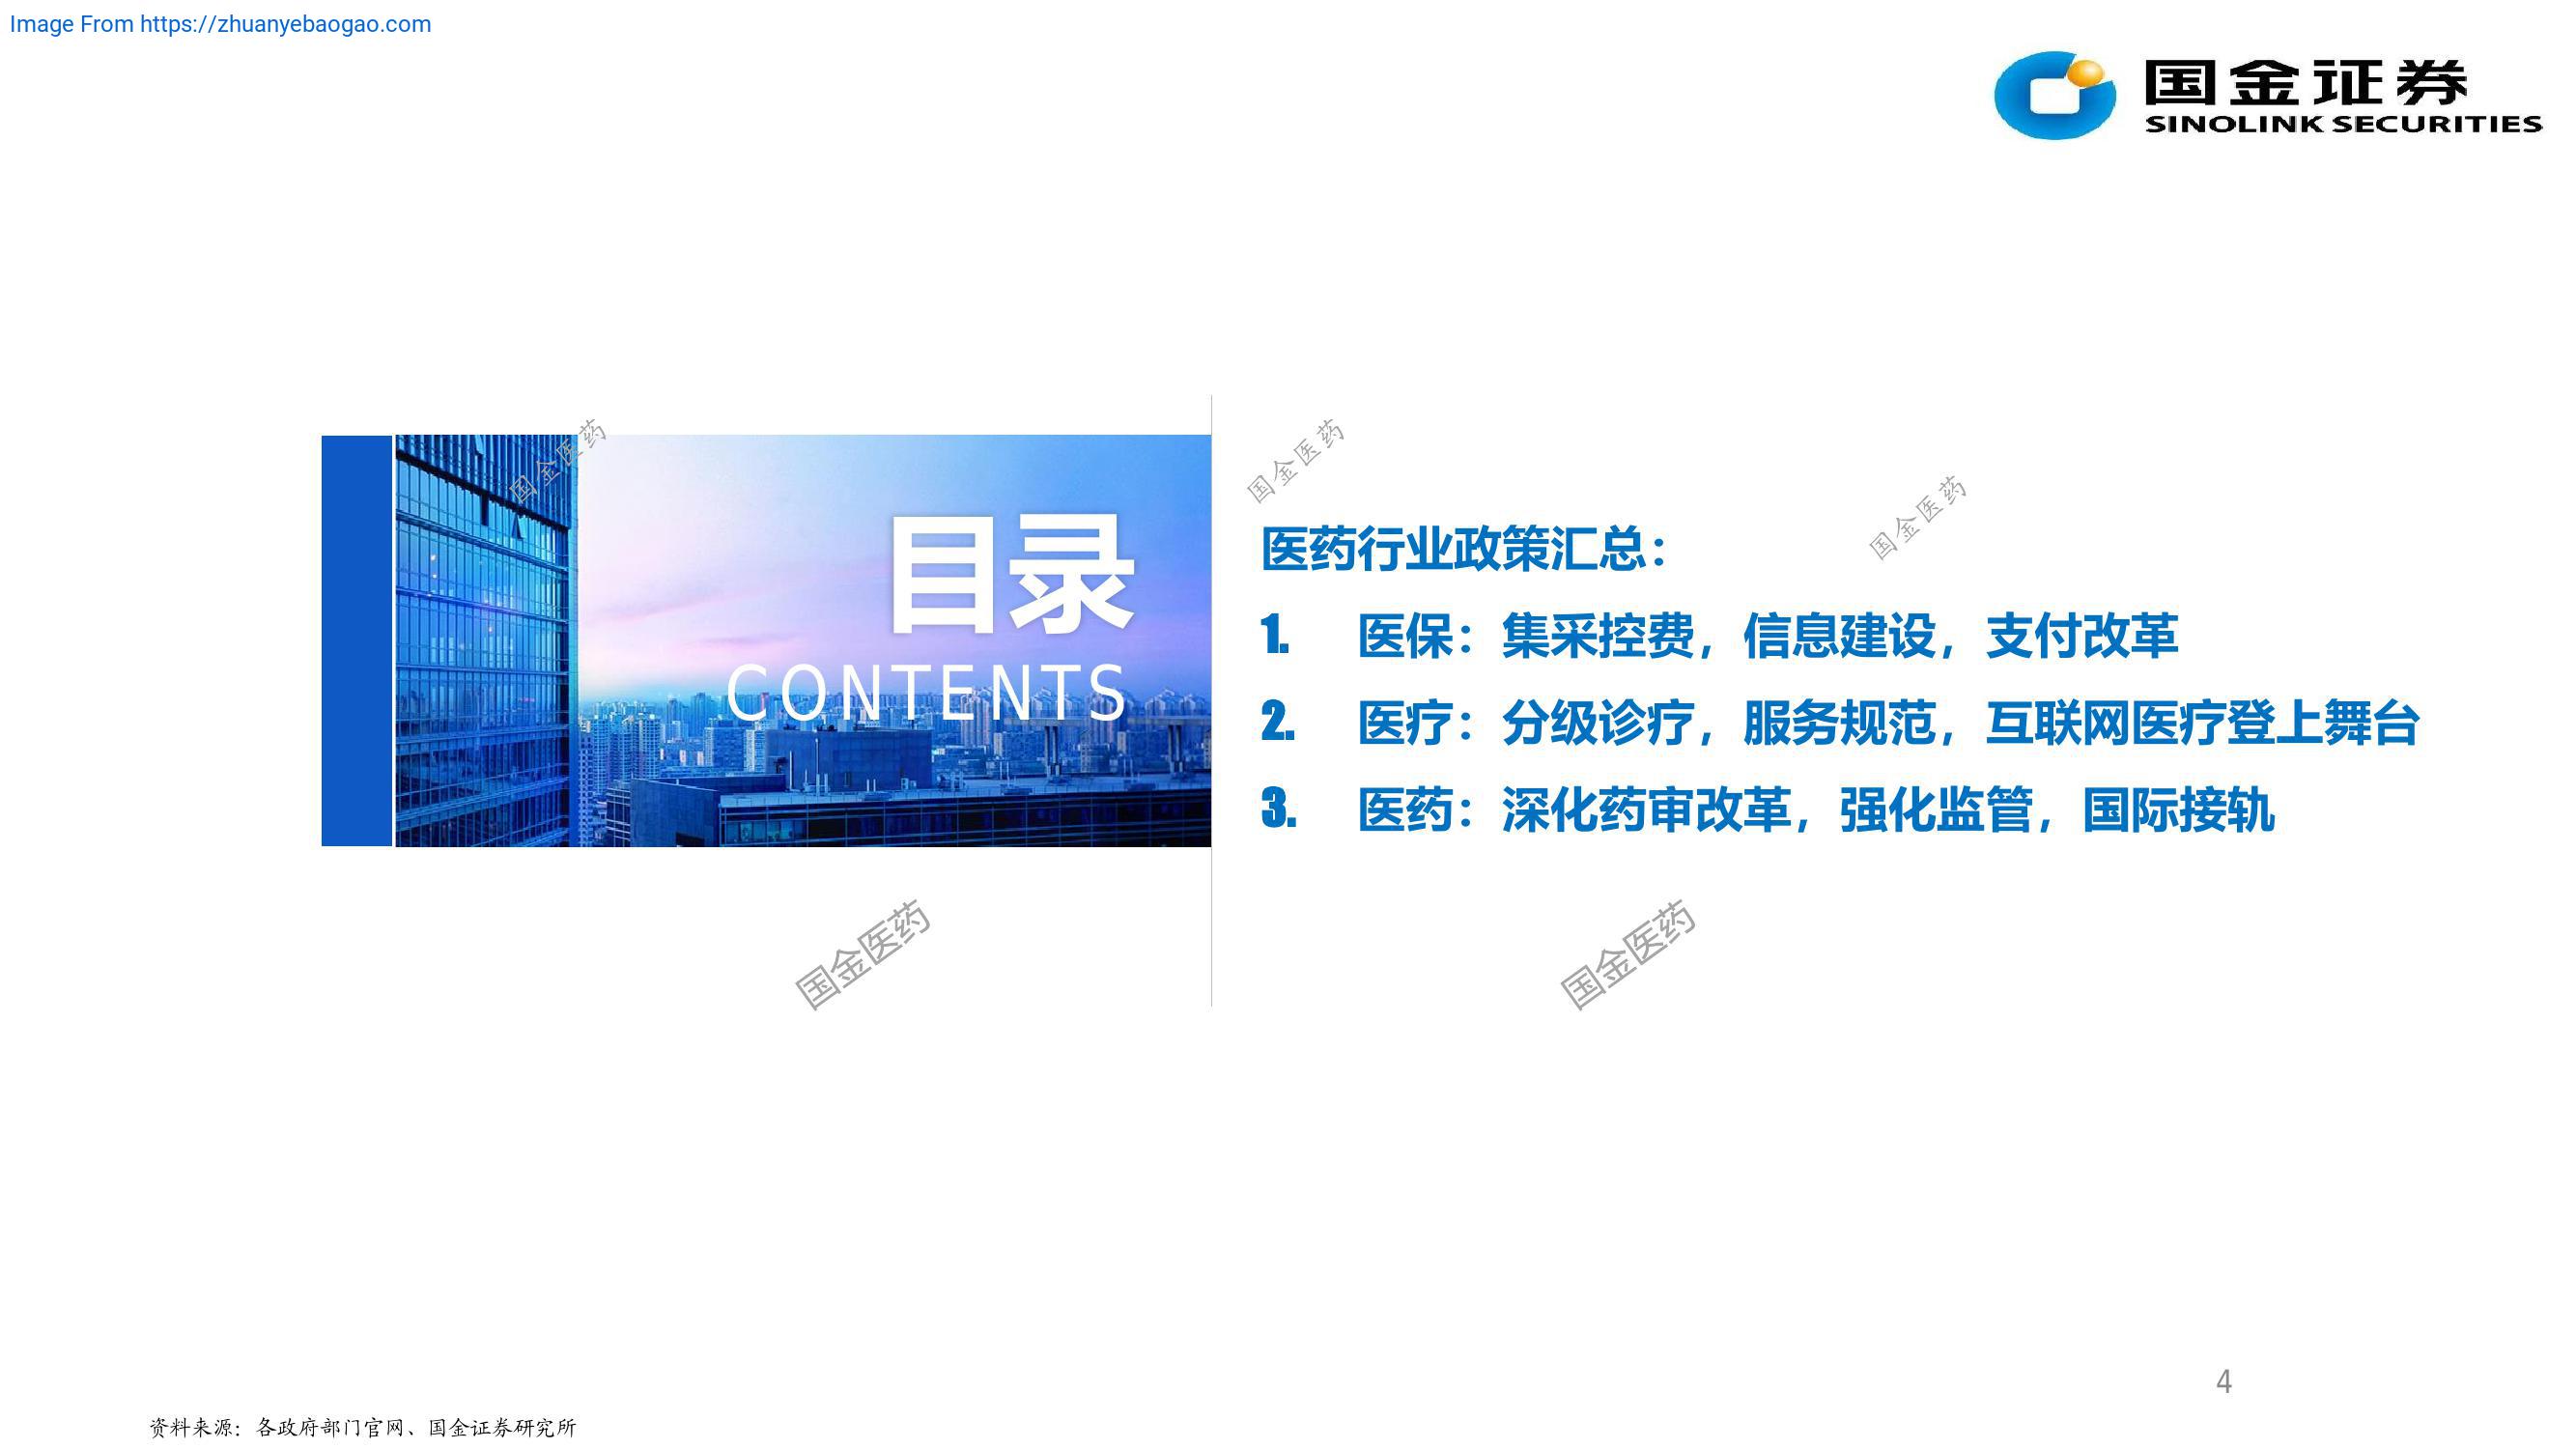 Image From https://zhuanyebaogao.com
国金证券
SINOLINK SECURITIES
国金医药
国金医药
国金医药
目录
CONTENTS
医药行业政策汇总：
1. 医保：集采控费，信息建设，支付改革
2. 医疗：分级诊疗，服务规范，互联网医疗登上舞台
3. 医药：深化药审改革，强化监管，国际接轨
国金医药
国金医药
4
资料来源：各政府部门官网、国金证券研究所